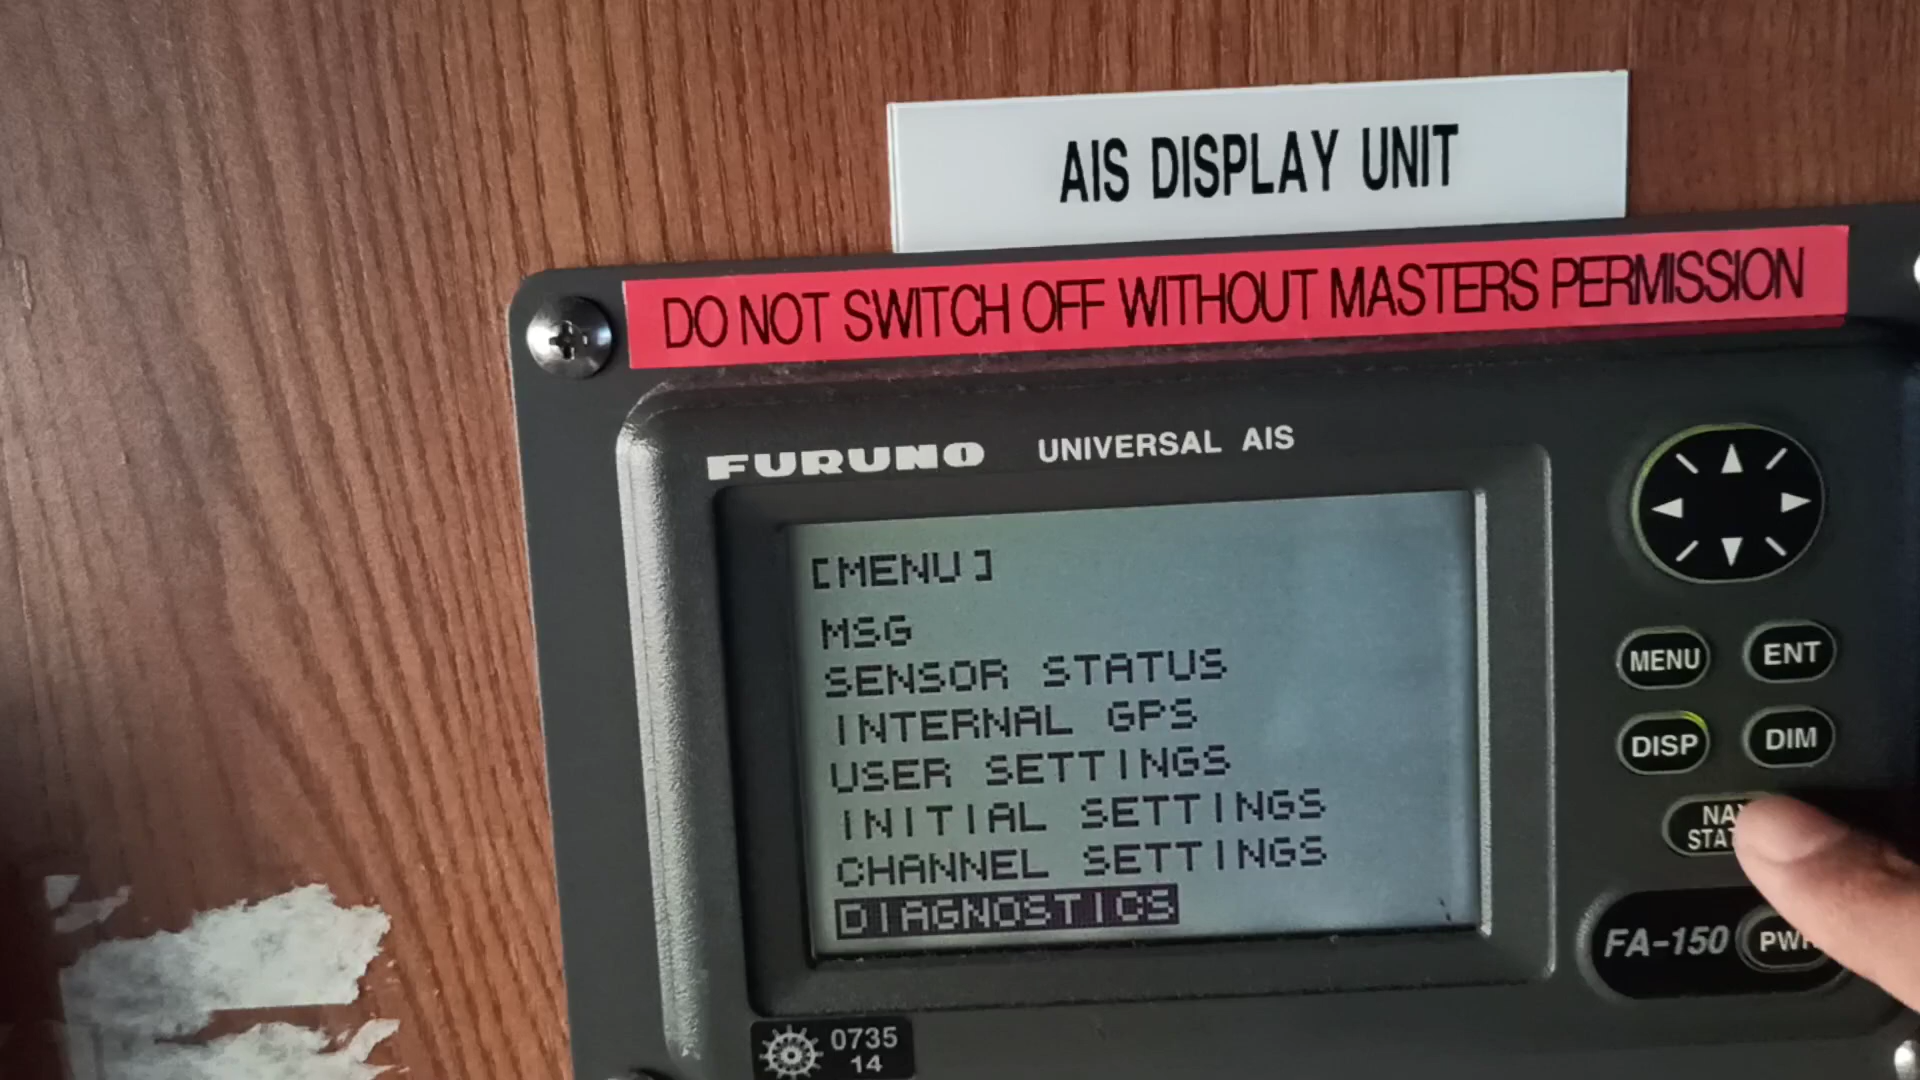 AIS DISPLAY UNIT
DO NOT SWITCH OFF WITHOUT MASTERS PERMISSION
FURUNO UNIVERSAL AIS
[MENU]
MSG
SENSOR STATUS
INTERNAL GPS
USER SETTINGS
INITIAL SETTINGS
CHANNEL SETTINGS
DIAGNOSTICS
MENU ENT
DISP DIM
FA-150
0735
14